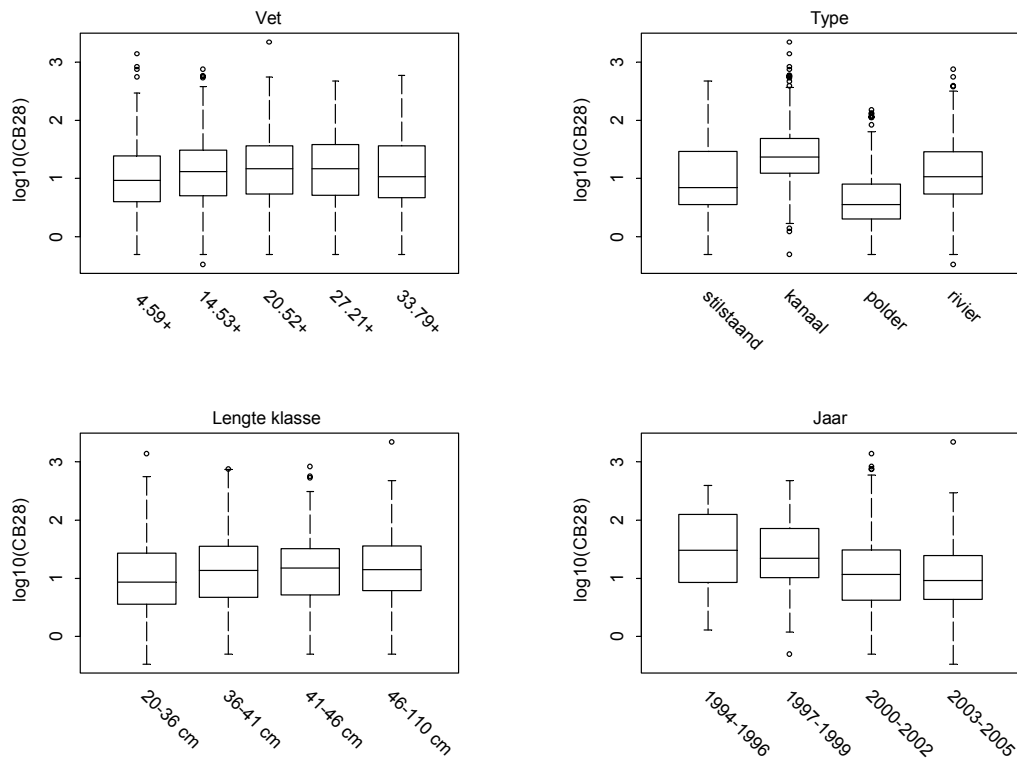 Vet
log10(CB28)
3
2
1
0
4.59+
14.53+
20.52+
27.21+
33.79+
Type
log10(CB28)
3
2
1
0
stilstaand
kanaal
polder
rivier
Lengte klasse
log10(CB28)
3
2
1
0
20-36 cm
36-41 cm
41-46 cm
46-110 cm
Jaar
log10(CB28)
3
2
1
0
1994-1996
1997-1999
2000-2002
2003-2005